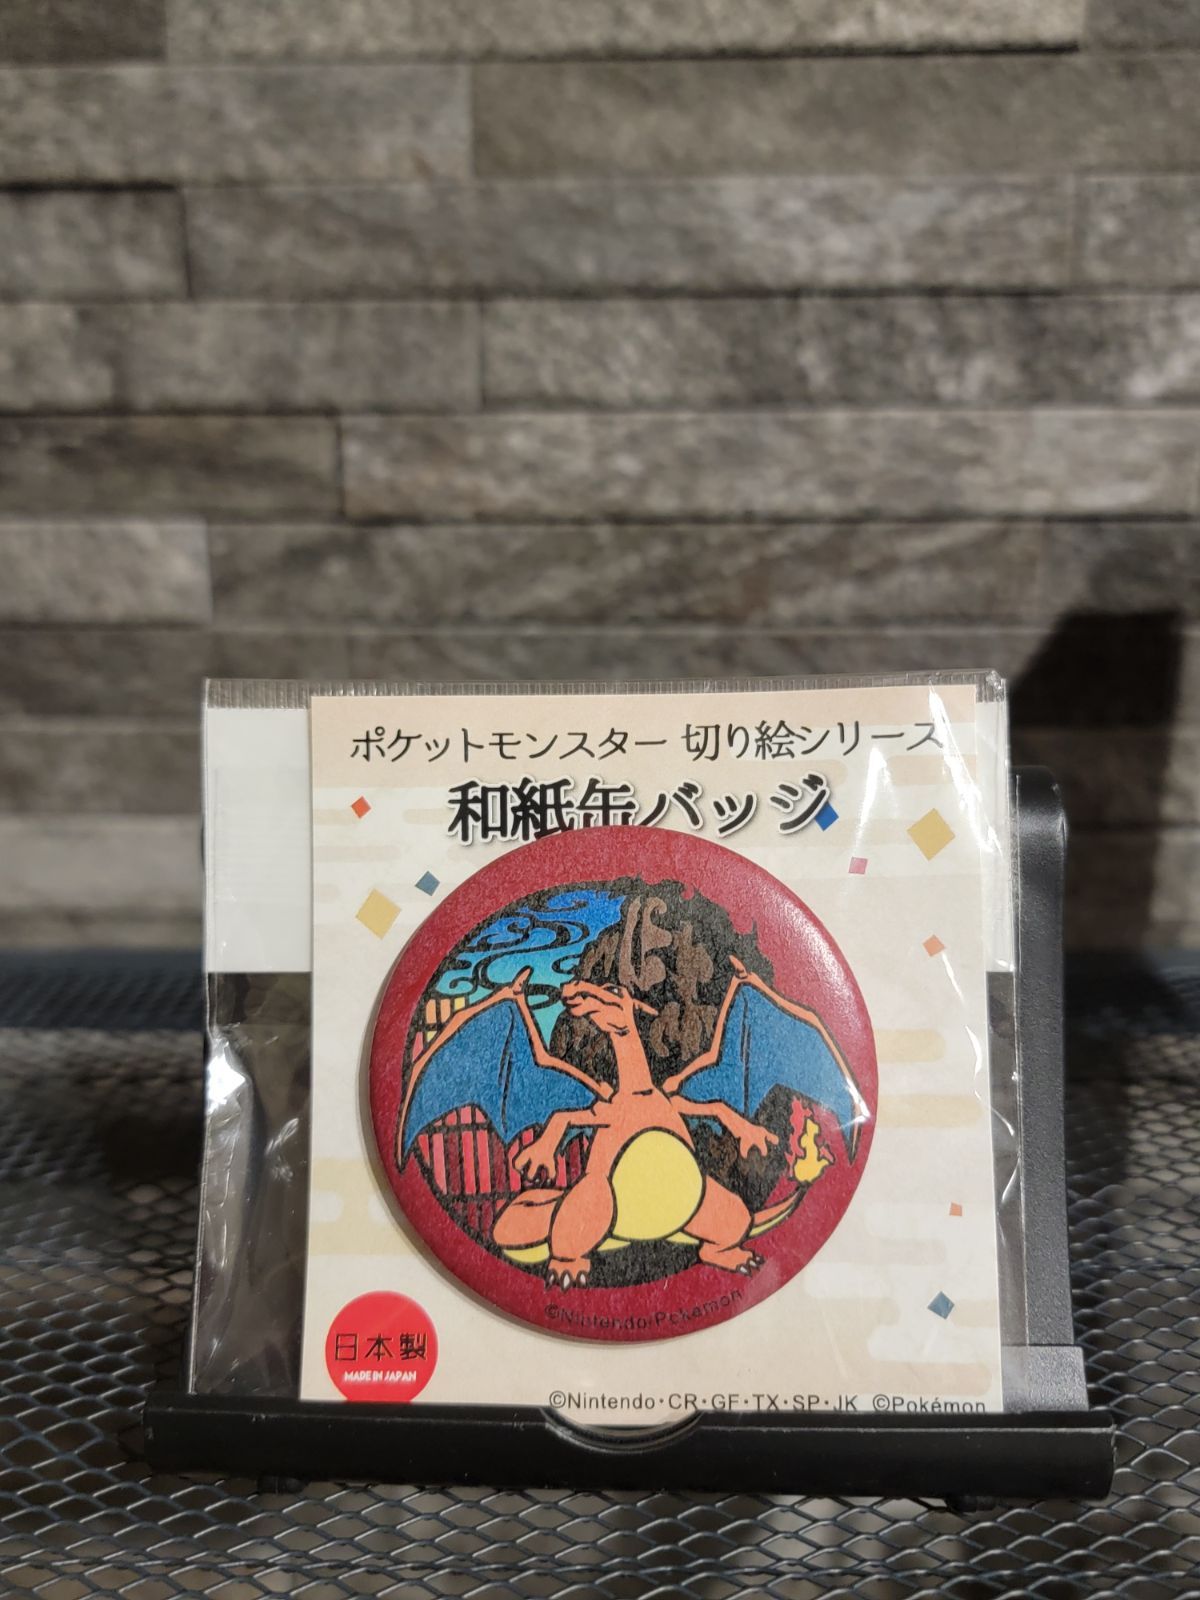 ポケットモンスター 切り絵シリーズ
和紙缶バッジ
©Nintendo・Pokémon
日本製
MADE IN JAPAN
©Nintendo・CR・GF・TX・SP・JK ©Pokémon